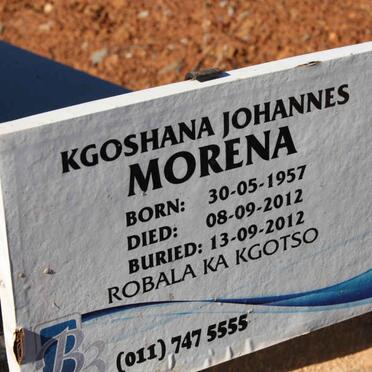 KGOSHANA JOHANNES
MORENA
BORN: 30-05-1957
DIED: 08-09-2012
BURIED: 13-09-2012
ROBALA KA KGOTSO
(011) 747 5555